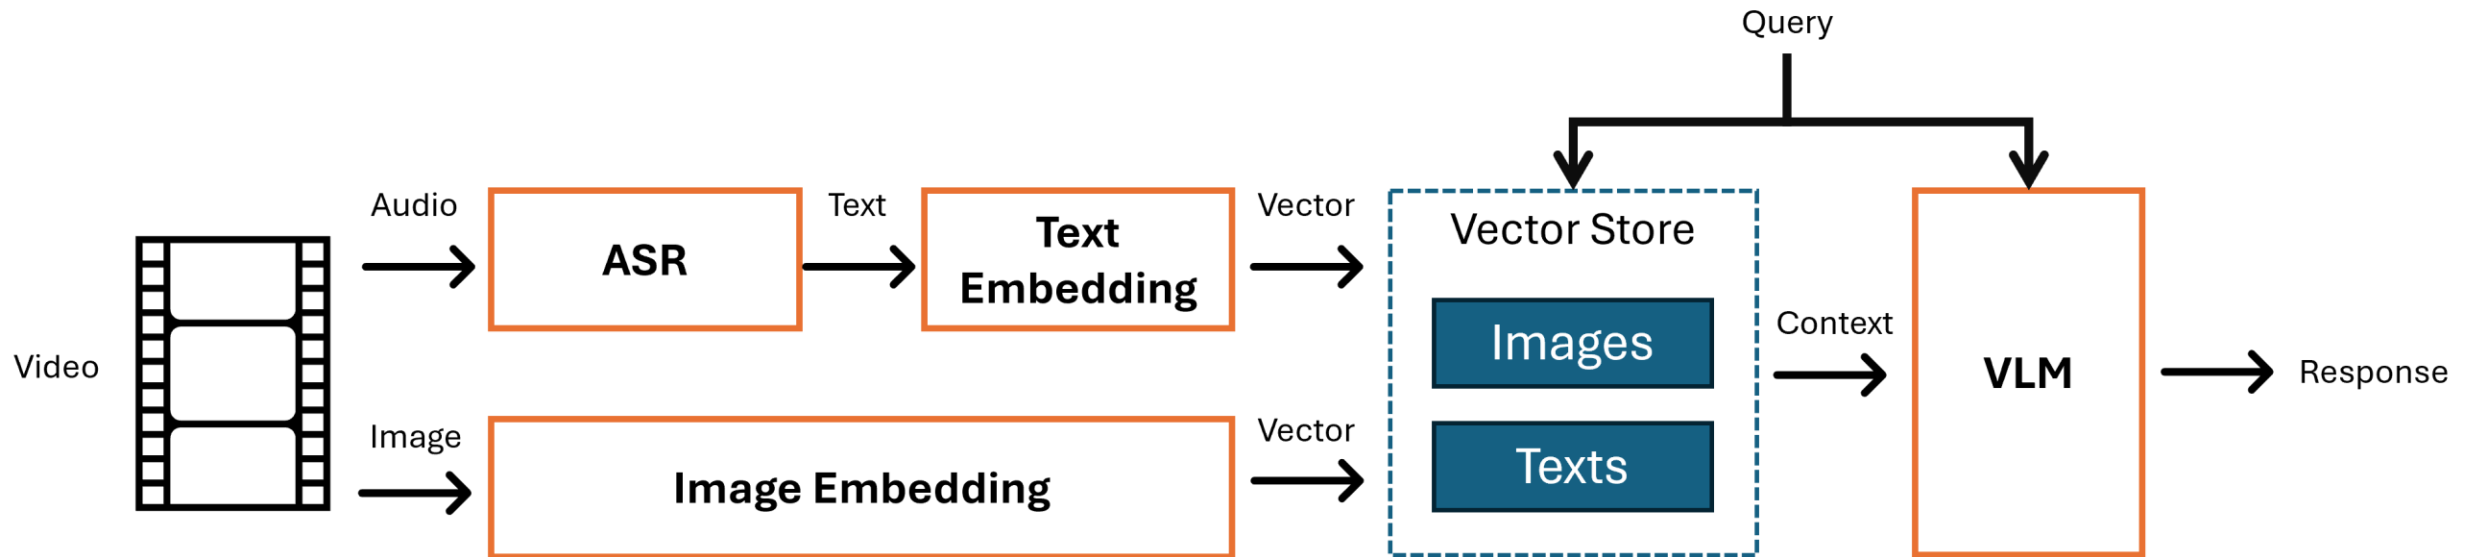 Query
Audio
ASR
Text
Text
Embedding
Vector
Vector Store
Images
Texts
Context
VLM
Response
Video
Image
Image Embedding
Vector